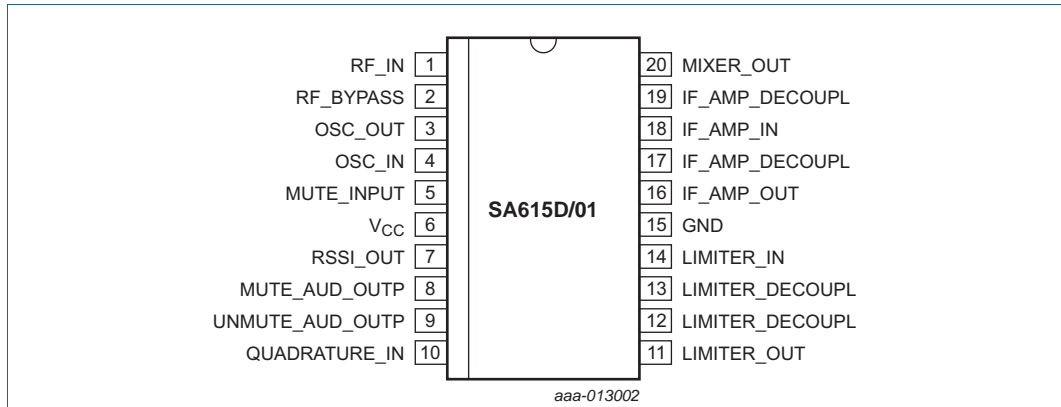 RF_IN 1
RF_BYPASS 2
OSC_OUT 3
OSC_IN 4
MUTE_INPUT 5
VCC 6
RSSI_OUT 7
MUTE_AUD_OUTP 8
UNMUTE_AUD_OUTP 9
QUADRATURE_IN 10
SA615D/01
20 MIXER_OUT
19 IF_AMP_DECOUPL
18 IF_AMP_IN
17 IF_AMP_DECOUPL
16 IF_AMP_OUT
15 GND
14 LIMITER_IN
13 LIMITER_DECOUPL
12 LIMITER_DECOUPL
11 LIMITER_OUT
aaa-013002